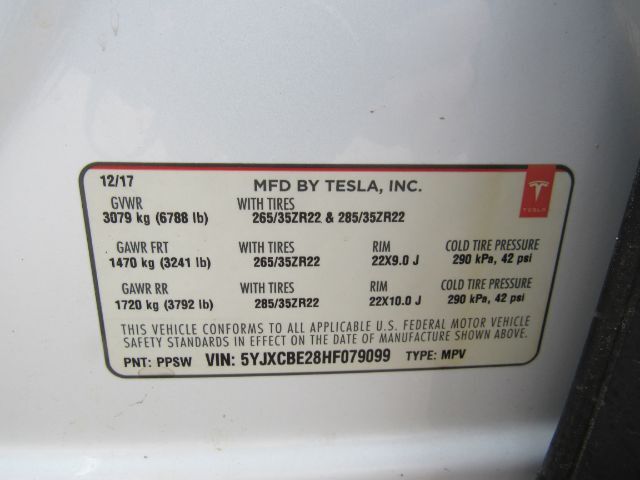 12/17 MFD BY TESLA, INC.
GVWR WITH TIRES
3079 kg (6788 lb) 265/35ZR22 & 285/35ZR22
TESLA
GAWR FRT WITH TIRES RIM COLD TIRE PRESSURE
1470 kg (3241 lb) 265/35ZR22 22X9.0 J 290 kPa, 42 psi
GAWR RR WITH TIRES RIM COLD TIRE PRESSURE
1720 kg (3792 lb) 285/35ZR22 22X10.0 J 290 kPa, 42 psi
THIS VEHICLE CONFORMS TO ALL APPLICABLE U.S. FEDERAL MOTOR VEHICLE
SAFETY STANDARDS IN EFFECT ON THE DATE OF MANUFACTURE SHOWN ABOVE.
PNT: PPSW VIN: 5YJXCBE28HF079099 TYPE: MPV